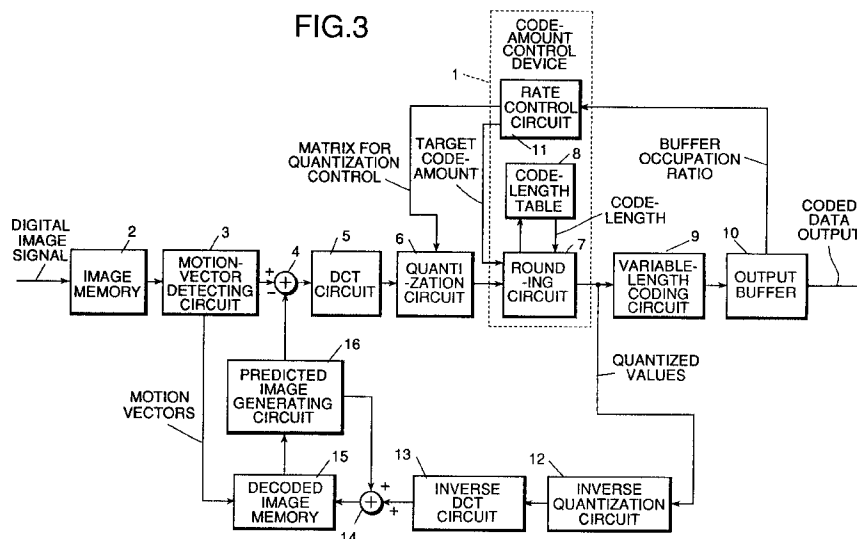 FIG.3
CODE-
AMOUNT
CONTROL
DEVICE
1
RATE
CONTROL
CIRCUIT
11
MATRIX FOR
QUANTIZATION
CONTROL
TARGET
CODE-
AMOUNT
8
CODE-
LENGTH
TABLE
CODE-
LENGTH
BUFFER
OCCUPATION
RATIO
CODED
DATA
OUTPUT
DIGITAL
IMAGE
SIGNAL
2
IMAGE
MEMORY
3
MOTION-
VECTOR
DETECTING
CIRCUIT
+
−
4
5
DCT
CIRCUIT
6
QUANTI
-ZATION
CIRCUIT
7
ROUND
-ING
CIRCUIT
9
VARIABLE-
LENGTH
CODING
CIRCUIT
10
OUTPUT
BUFFER
MOTION
VECTORS
16
PREDICTED
IMAGE
GENERATING
CIRCUIT
QUANTIZED
VALUES
15
DECODED
IMAGE
MEMORY
+
+
14
13
INVERSE
DCT
CIRCUIT
12
INVERSE
QUANTIZATION
CIRCUIT